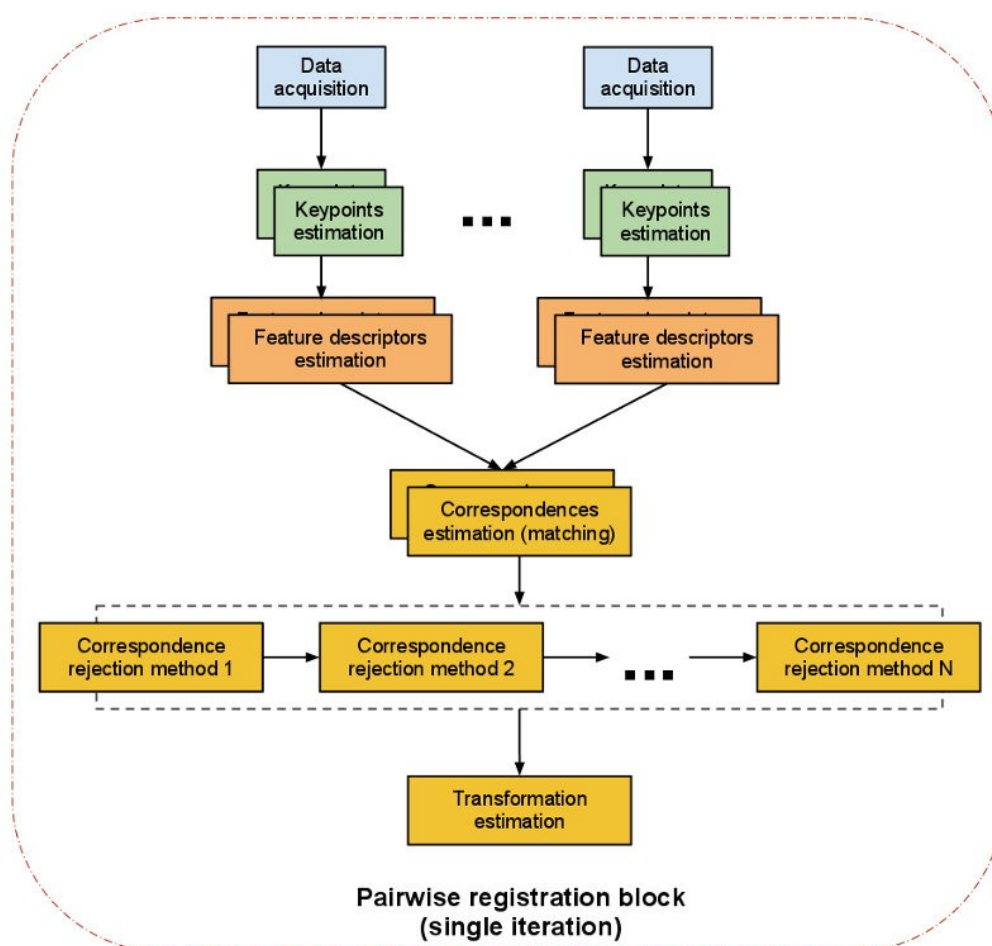 Data
acquisition
Data
acquisition
Keypoints
estimation
Keypoints
estimation
Feature descriptors
estimation
Feature descriptors
estimation
Correspondences
estimation (matching)
Correspondence
rejection method 1
Correspondence
rejection method 2
Correspondence
rejection method N
Transformation
estimation
Pairwise registration block
(single iteration)